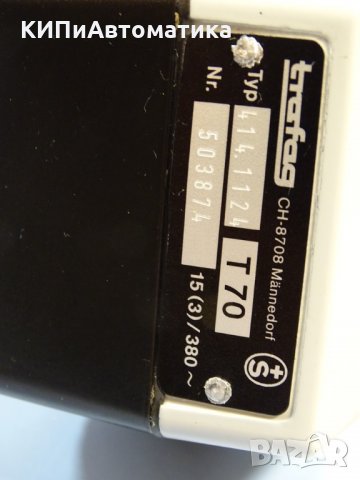 КИПиАвтоматика
trafag
CH-8708 Männedorf
Typ 414.1124 T 70
Nr. 503874 15(3)/380~
+S
BAZAR